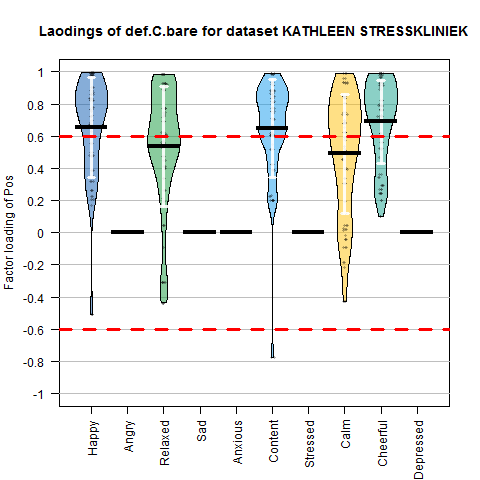 Laodings of def.C.bare for dataset KATHLEEN STRESSKLINIEK
Factor loading of Pos
1
0.8
0.6
0.4
0.2
0
-0.2
-0.4
-0.6
-0.8
-1
Happy
Angry
Relaxed
Sad
Anxious
Content
Stressed
Calm
Cheerful
Depressed